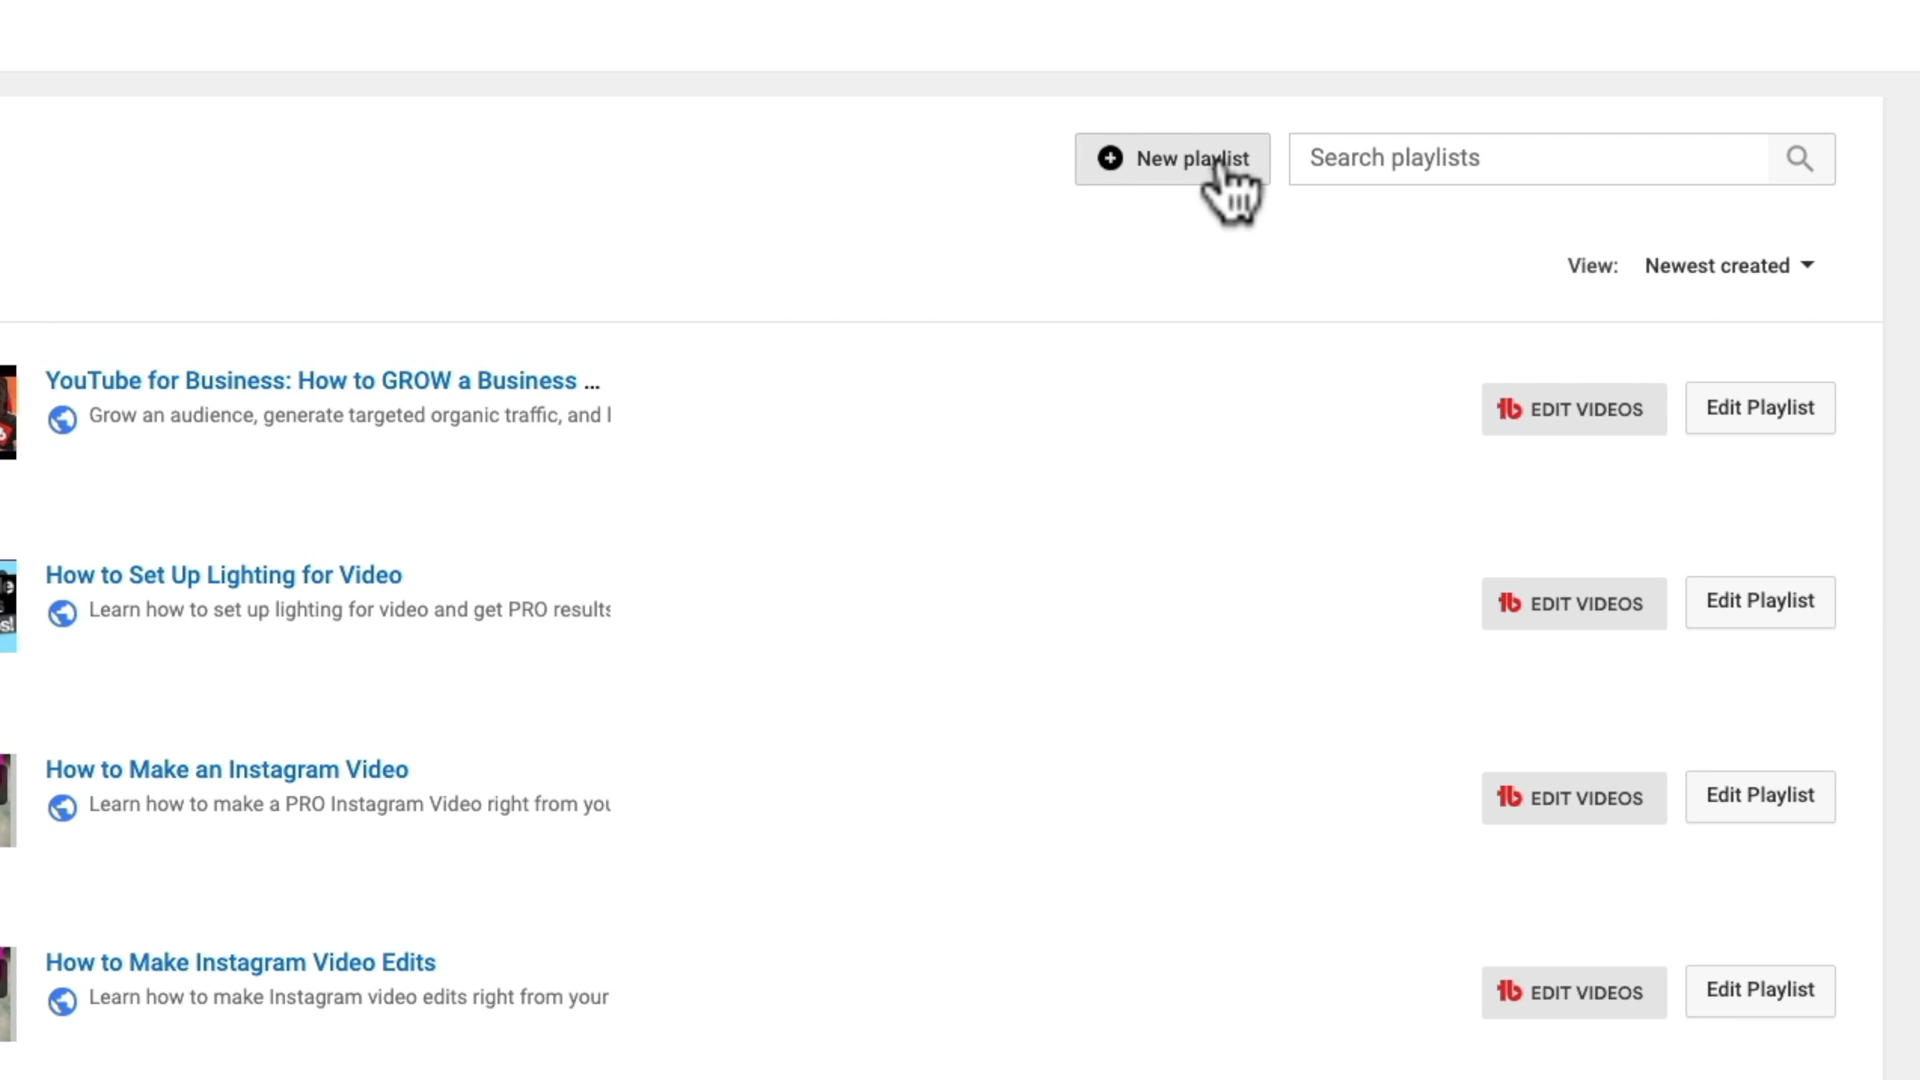 New playlist
Search playlists
View: Newest created
YouTube for Business: How to GROW a Business ...
Grow an audience, generate targeted organic traffic, and l
EDIT VIDEOS
Edit Playlist
How to Set Up Lighting for Video
Learn how to set up lighting for video and get PRO results
EDIT VIDEOS
Edit Playlist
How to Make an Instagram Video
Learn how to make a PRO Instagram Video right from you
EDIT VIDEOS
Edit Playlist
How to Make Instagram Video Edits
Learn how to make Instagram video edits right from your
EDIT VIDEOS
Edit Playlist